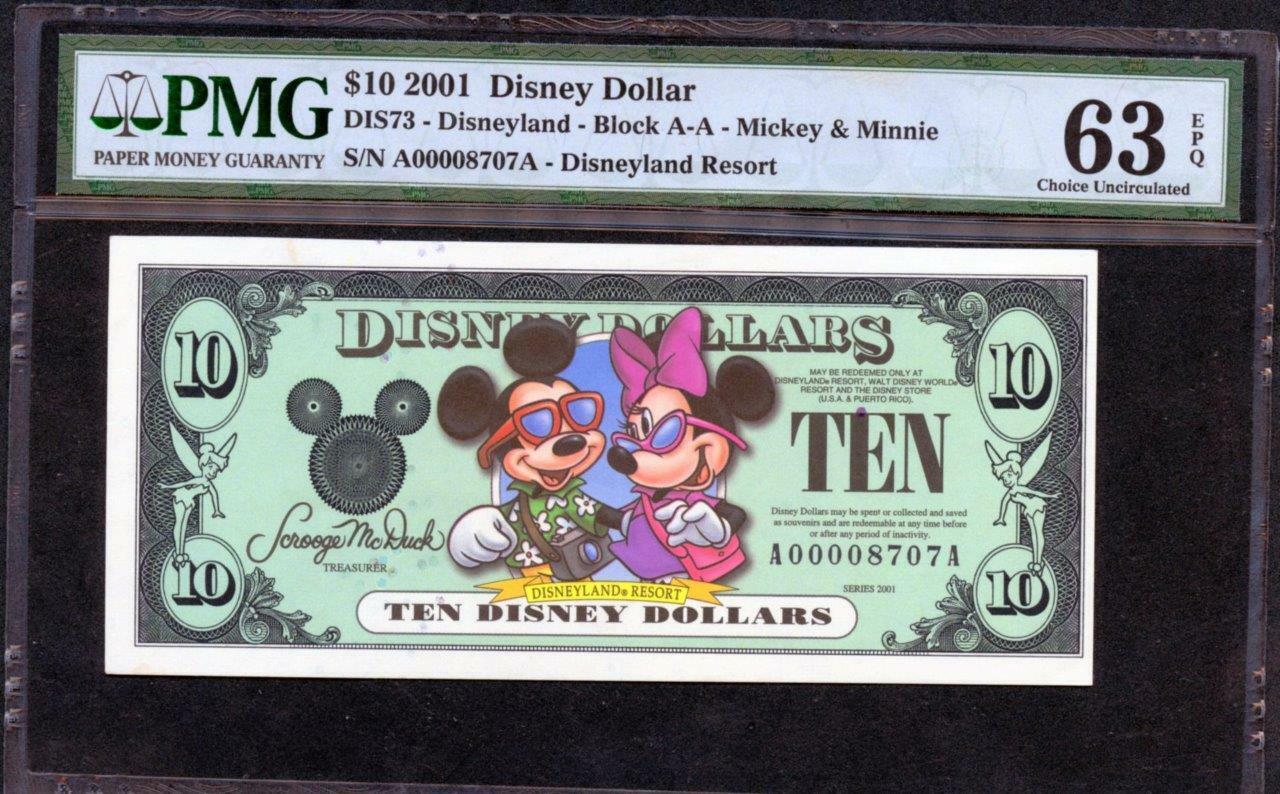 PMG
PAPER MONEY GUARANTY
$10 2001 Disney Dollar
DIS73 - Disneyland - Block A-A - Mickey & Minnie
S/N A00008707A - Disneyland Resort
63
EPQ
Choice Uncirculated
DISNEY DOLLARS
10
10
MAY BE REDEEMED ONLY AT
DISNEYLAND® RESORT, WALT DISNEY WORLD®
RESORT AND THE DISNEY STORE
(U.S.A. & PUERTO RICO).
TEN
Disney Dollars may be spent or collected and saved
as souvenirs and are redeemable at any time before
or after any period of inactivity.
Scrooge McDuck
TREASURER
A00008707A
10
10
SERIES 2001
DISNEYLAND® RESORT
TEN DISNEY DOLLARS